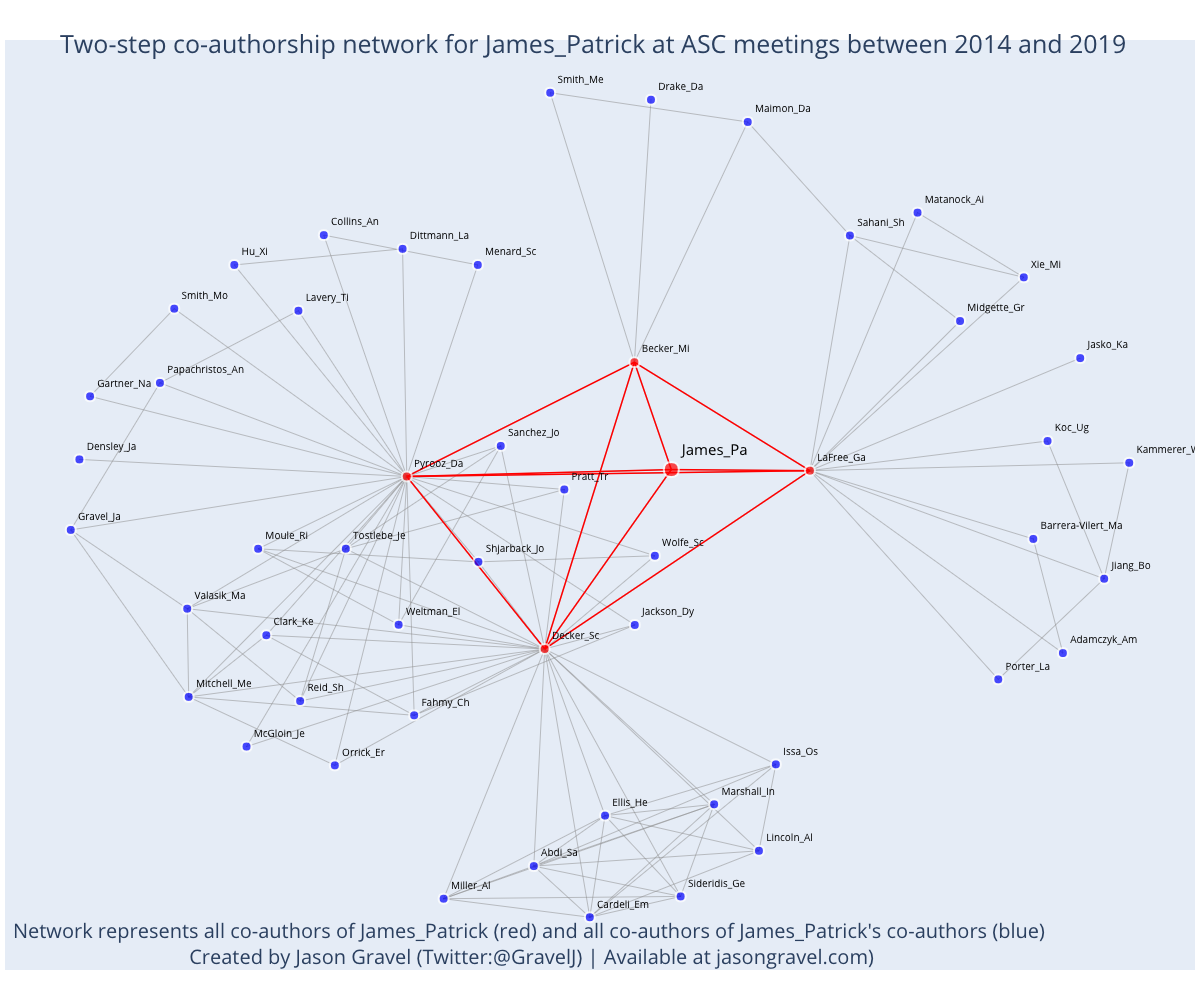 Two-step co-authorship network for James_Patrick at ASC meetings between 2014 and 2019
Smith_Me
Drake_Da
Maimon_Da
Matanock_Ai
Collins_An
Sahani_Sh
Dittmann_La
Hu_Xi
Menard_Sc
Xie_Mi
Smith_Mo
Lavery_Ti
Midgette_Gr
Jasko_Ka
Becker_Mi
Papachristos_An
Gartner_Na
Koc_Ug
Sanchez_Jo
Densley_Ja
James_Pa
Kammerer_W
LaFree_Ga
Pyrooz_Da
Pratt_Tr
Gravel_Ja
Barrera-Vilert_Ma
Moule_Ri
Tostlebe_Je
Wolfe_Sc
Shjarback_Jo
Jiang_Bo
Valasik_Ma
Weitman_El
Jackson_Dy
Clark_Ke
Decker_Sc
Adamczyk_Am
Porter_La
Mitchell_Me
Reid_Sh
Fahmy_Ch
McGloin_Je
Orrick_Er
Issa_Os
Marshall_In
Ellis_He
Lincoln_Al
Abdi_Sa
Miller_Al
Sideridis_Ge
Cardeli_Em
Network represents all co-authors of James_Patrick (red) and all co-authors of James_Patrick's co-authors (blue)
Created by Jason Gravel (Twitter:@GravelJ) | Available at jasongravel.com)